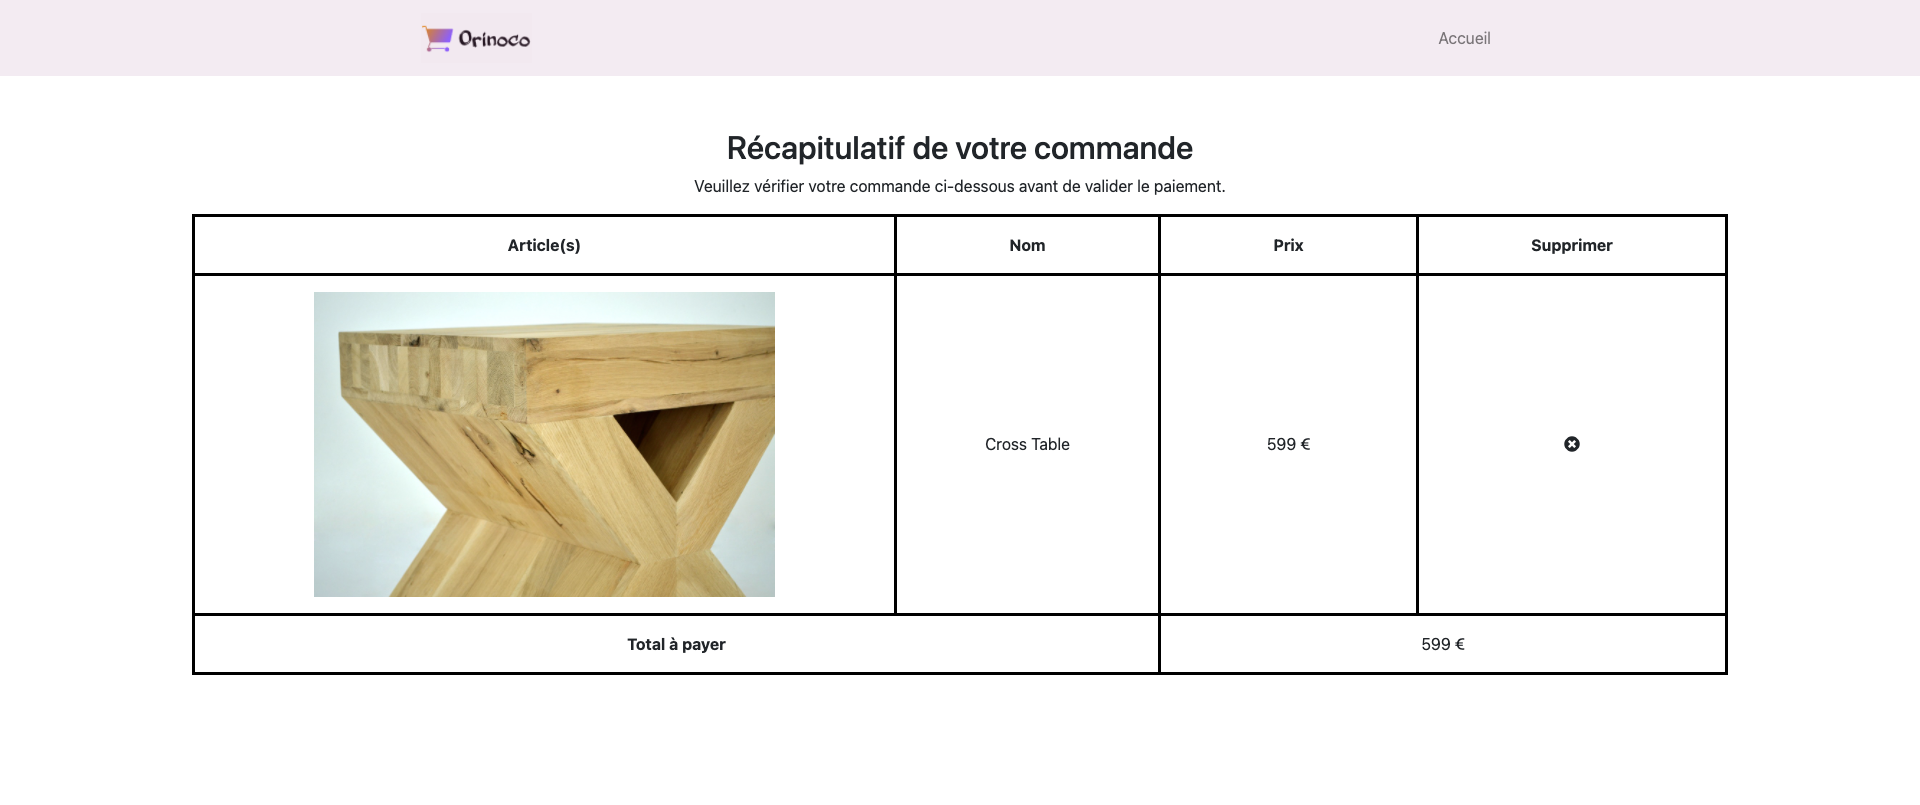 Orinoco
Accueil
Récapitulatif de votre commande
Veuillez vérifier votre commande ci-dessous avant de valider le paiement.
Article(s) Nom Prix Supprimer
Cross Table 599 €
Total à payer 599 €